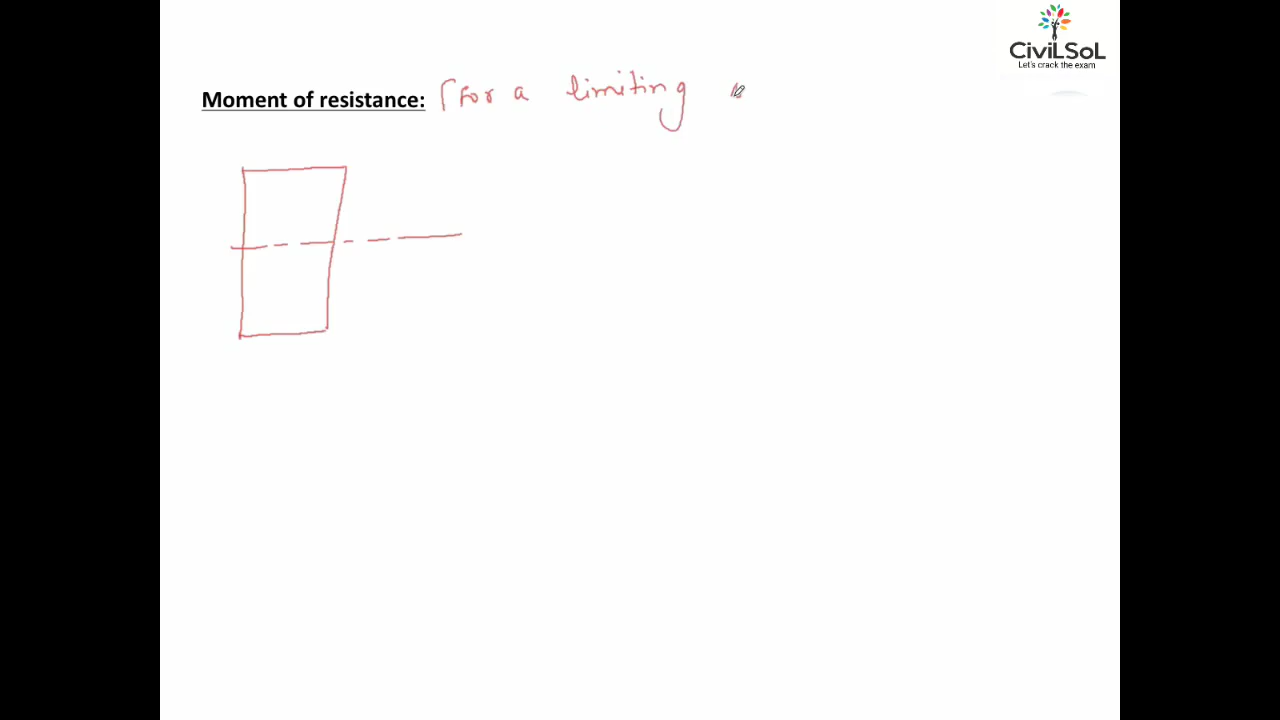 CiviLSoL
Let's crack the exam
Moment of resistance: [for a limiting